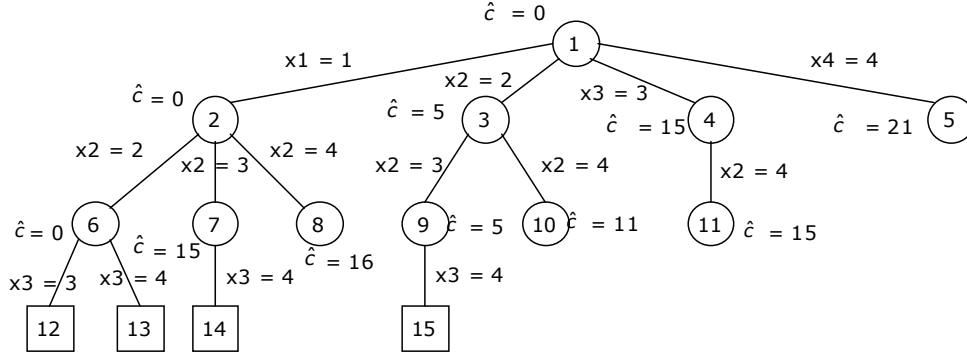 ĉ = 0
1
x1 = 1
x2 = 2
x3 = 3
x4 = 4
ĉ = 0
2
ĉ = 5
3
ĉ = 15
4
ĉ = 21
5
x2 = 2
x2 = 3
x2 = 4
x2 = 3
x2 = 4
x2 = 4
ĉ = 0
6
ĉ = 15
7
8
ĉ = 16
9
ĉ = 5
10
ĉ = 11
11
ĉ = 15
x3 = 3
x3 = 4
x3 = 4
x3 = 4
12
13
14
15